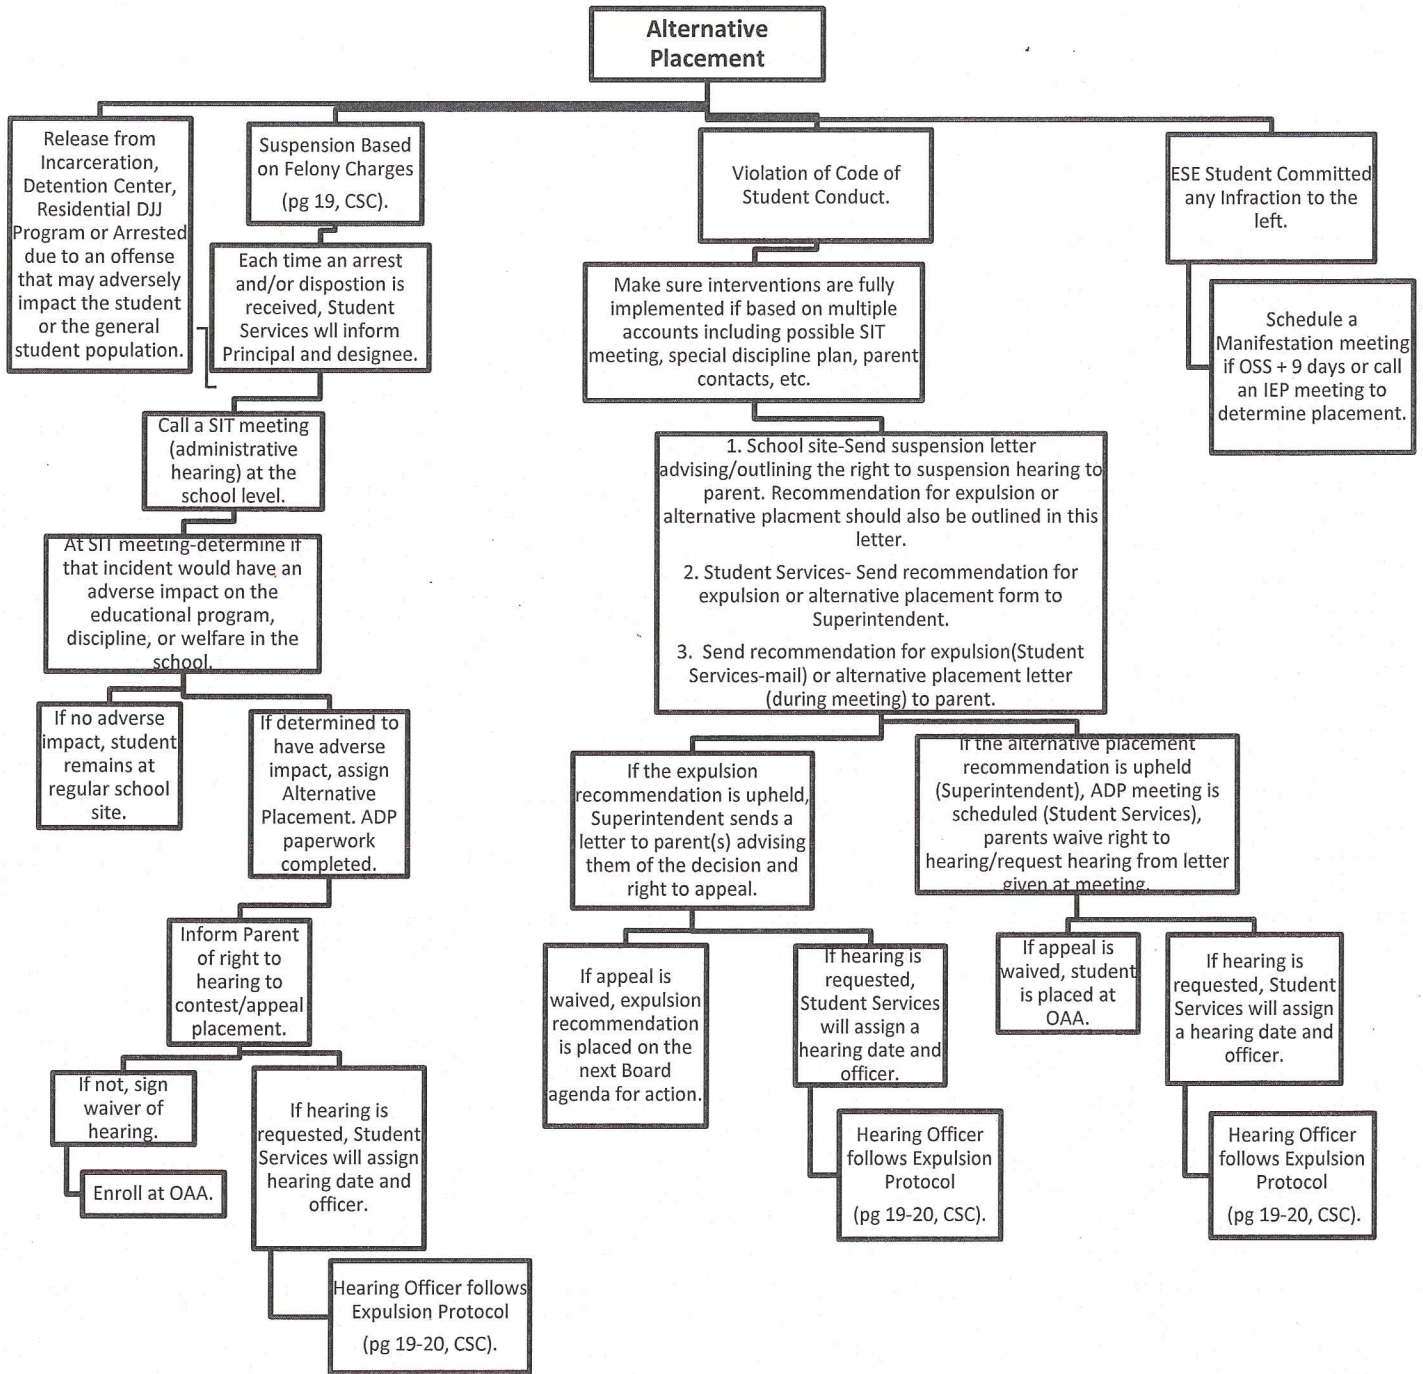 Alternative
Placement
Release from
Incarceration,
Detention Center,
Residential DJJ
Program or Arrested
due to an offense
that may adversely
impact the student
or the general
student population.
Suspension Based
on Felony Charges
(pg 19, CSC).
Each time an arrest
and/or dispostion is
received, Student
Services wll inform
Principal and designee.
Call a SIT meeting
(administrative
hearing) at the
school level.
At SIT meeting-determine if
that incident would have an
adverse impact on the
educational program,
discipline, or welfare in the
school.
If no adverse
impact, student
remains at
regular school
site.
If determined to
have adverse
impact, assign
Alternative
Placement. ADP
paperwork
completed.
Inform Parent
of right to
hearing to
contest/appeal
placement.
If not, sign
waiver of
hearing.
Enroll at OAA.
If hearing is
requested, Student
Services will assign
hearing date and
officer.
Hearing Officer follows
Expulsion Protocol
(pg 19-20, CSC).
Violation of Code of
Student Conduct.
Make sure interventions are fully
implemented if based on multiple
accounts including possible SIT
meeting, special discipline plan, parent
contacts, etc.
1. School site-Send suspension letter
advising/outlining the right to suspension hearing to
parent. Recommendation for expulsion or
alternative placment should also be outlined in this
letter.
2. Student Services- Send recommendation for
expulsion or alternative placement form to
Superintendent.
3. Send recommendation for expulsion(Student
Services-mail) or alternative placement letter
(during meeting) to parent.
If the expulsion
recommendation is upheld,
Superintendent sends a
letter to parent(s) advising
them of the decision and
right to appeal.
If appeal is
waived, expulsion
recommendation
is placed on the
next Board
agenda for action.
If hearing is
requested,
Student Services
will assign a
hearing date and
officer.
Hearing Officer
follows Expulsion
Protocol
(pg 19-20, CSC).
If the alternative placement
recommendation is upheld
(Superintendent), ADP meeting is
scheduled (Student Services),
parents waive right to
hearing/request hearing from letter
given at meeting.
If appeal is
waived, student
is placed at
OAA.
If hearing is
requested, Student
Services will assign
a hearing date and
officer.
Hearing Officer
follows Expulsion
Protocol
(pg 19-20, CSC).
ESE Student Committed
any Infraction to the
left.
Schedule a
Manifestation meeting
if OSS + 9 days or call
an IEP meeting to
determine placement.